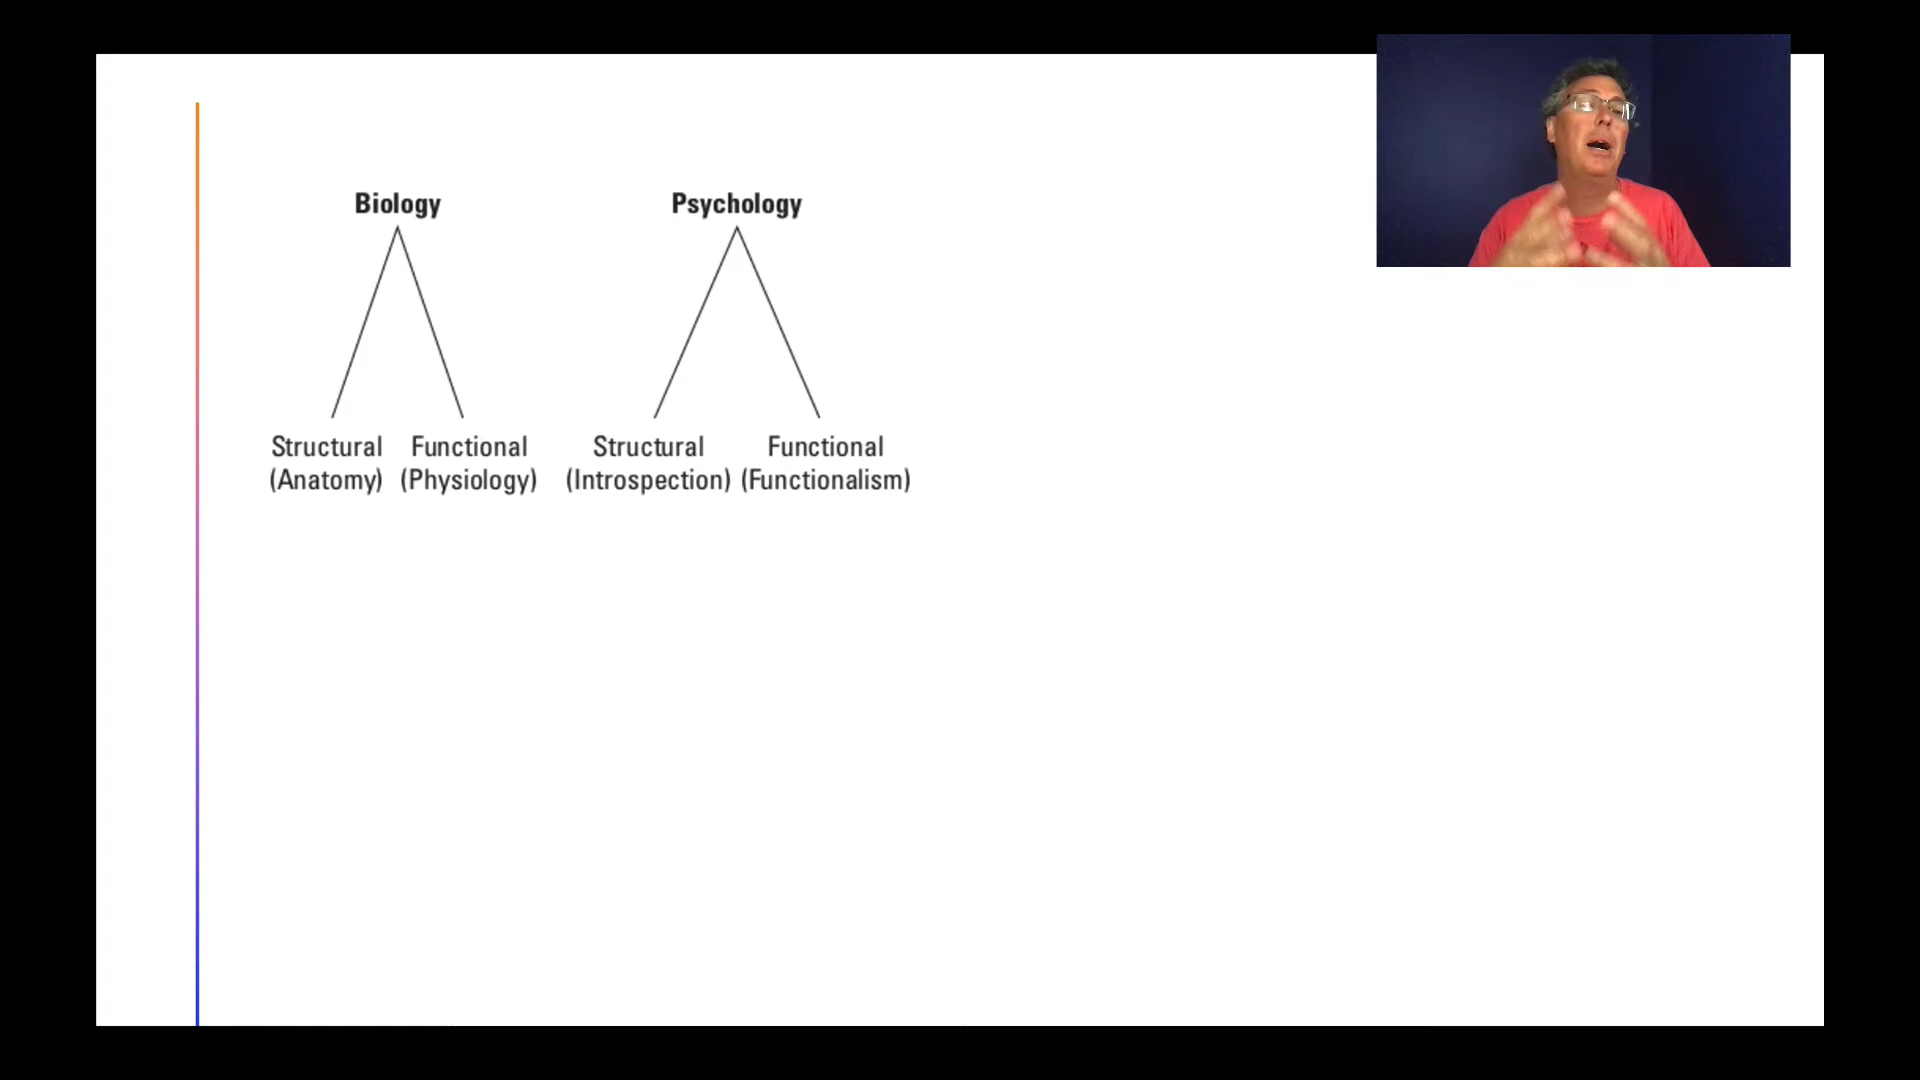 Biology
Psychology
Structural Functional Structural Functional
(Anatomy) (Physiology) (Introspection) (Functionalism)